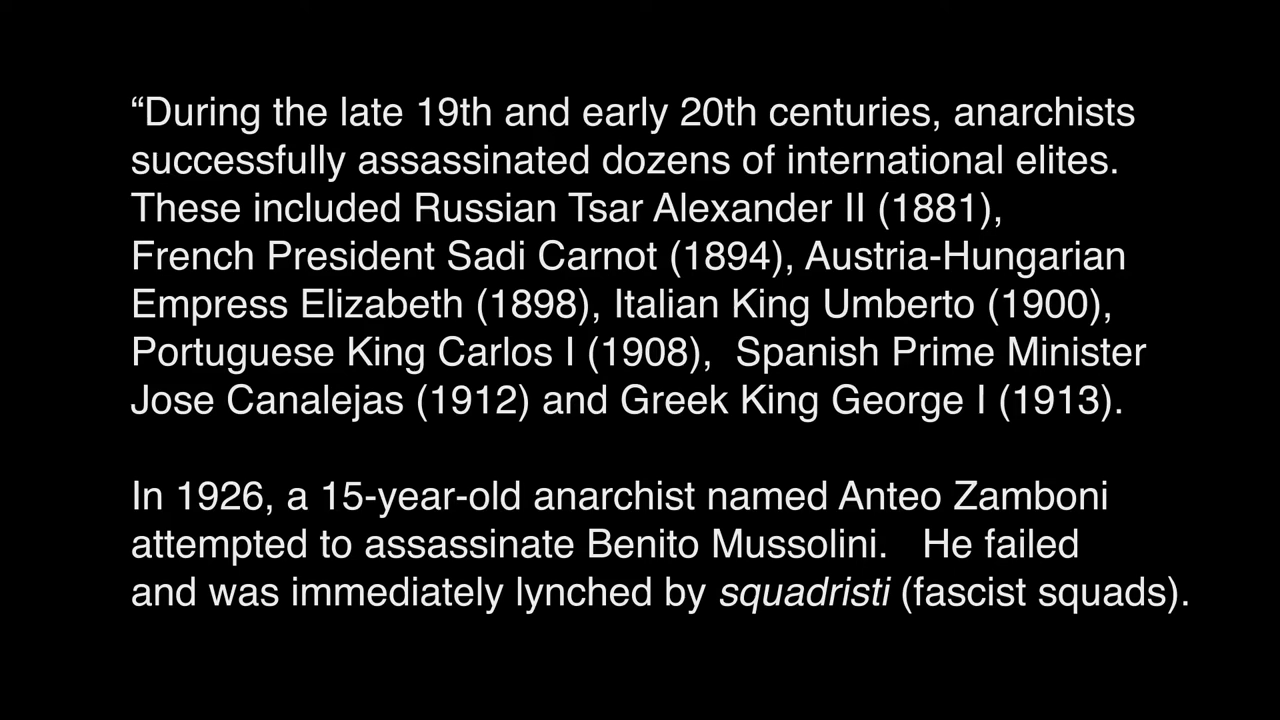 “During the late 19th and early 20th centuries, anarchists
successfully assassinated dozens of international elites.
These included Russian Tsar Alexander II (1881),
French President Sadi Carnot (1894), Austria-Hungarian
Empress Elizabeth (1898), Italian King Umberto (1900),
Portuguese King Carlos I (1908),  Spanish Prime Minister
Jose Canalejas (1912) and Greek King George I (1913).
In 1926, a 15-year-old anarchist named Anteo Zamboni
attempted to assassinate Benito Mussolini.   He failed
and was immediately lynched by squadristi (fascist squads).